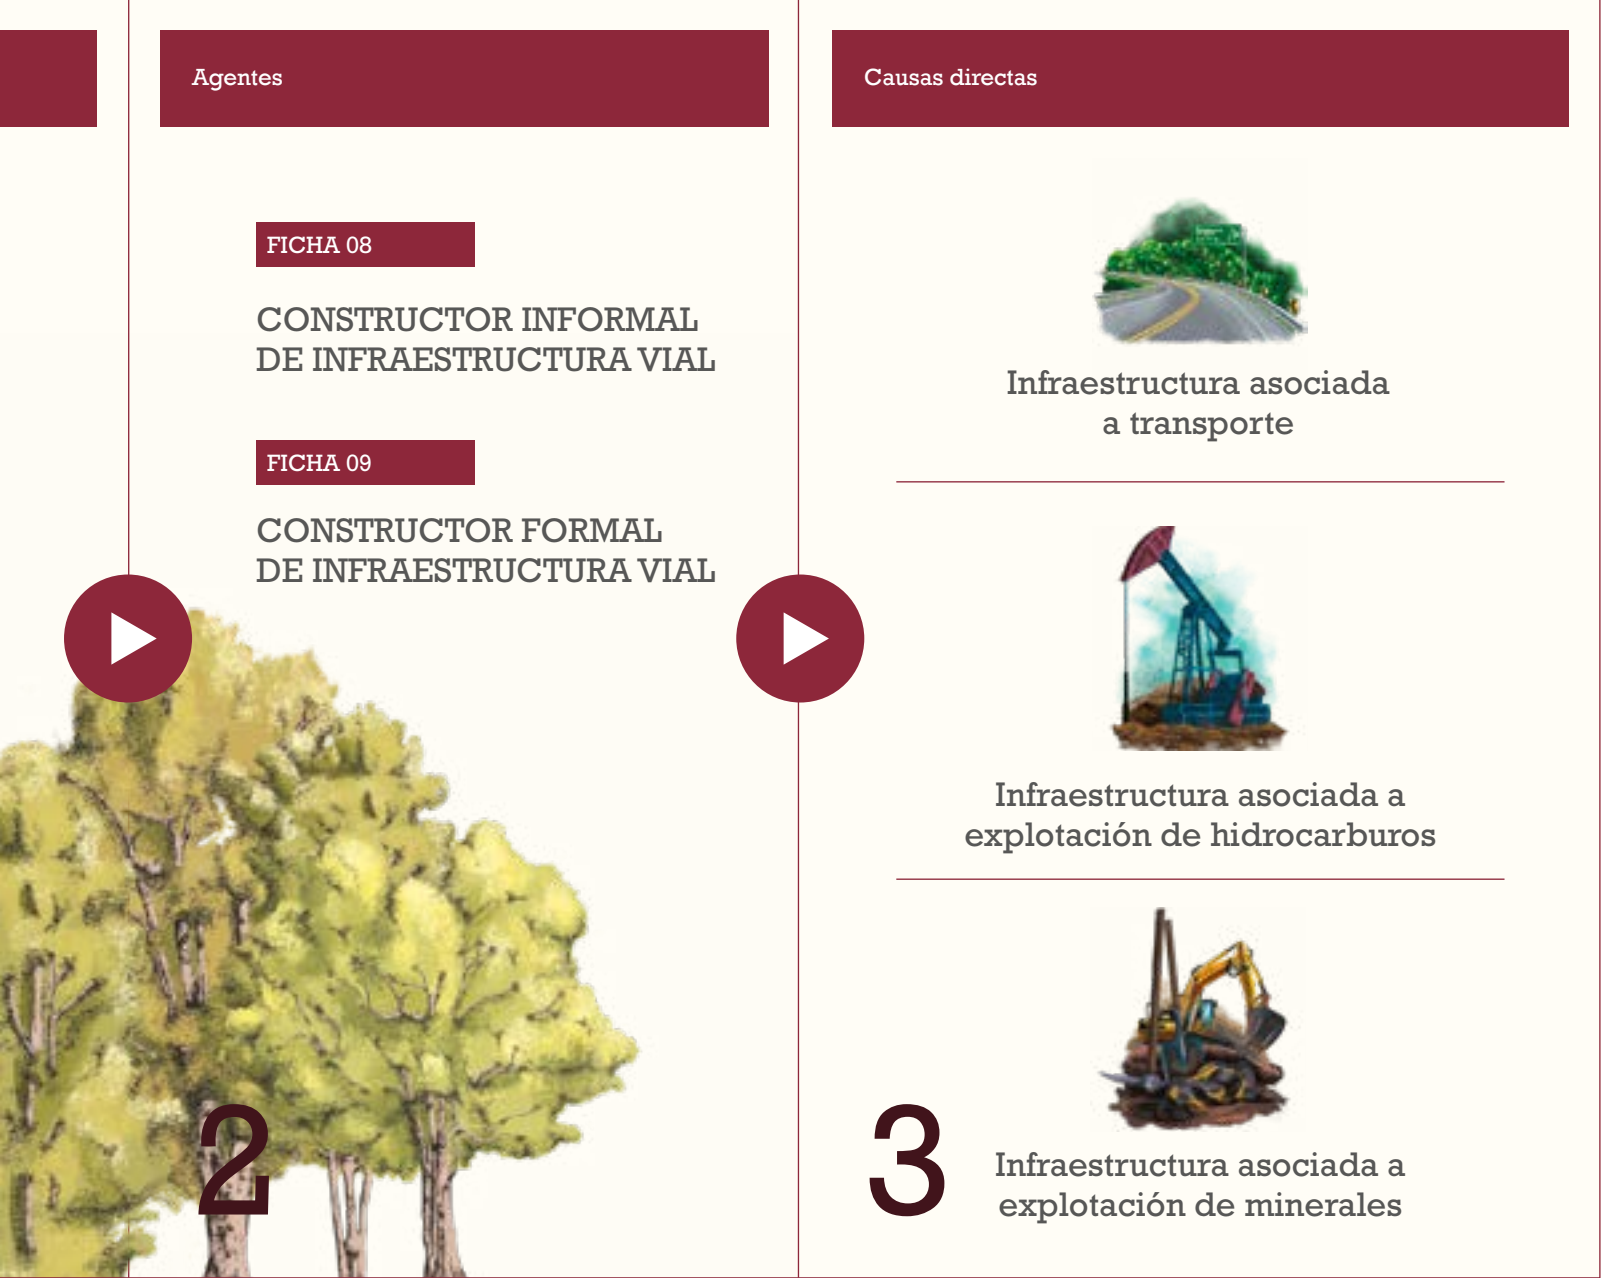 Agentes
FICHA 08
CONSTRUCTOR INFORMAL
DE INFRAESTRUCTURA VIAL
FICHA 09
CONSTRUCTOR FORMAL
DE INFRAESTRUCTURA VIAL
2
Causas directas
Infraestructura asociada
a transporte
Infraestructura asociada a
explotación de hidrocarburos
Infraestructura asociada a
explotación de minerales
3